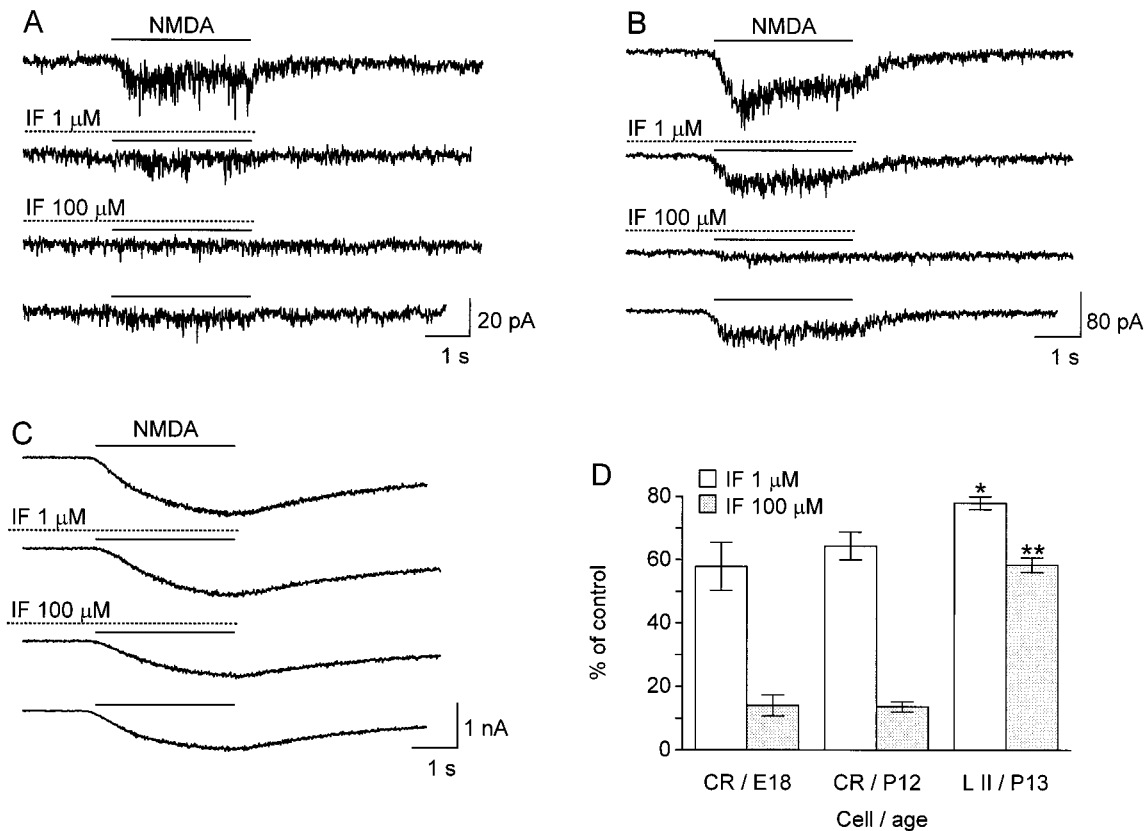 A
NMDA
IF 1 µM
IF 100 µM
20 pA
1 s
B
NMDA
IF 1 µM
IF 100 µM
80 pA
1 s
C
NMDA
IF 1 µM
IF 100 µM
1 nA
1 s
D
IF 1 µM
IF 100 µM
*
**
80
60
40
20
0
% of control
CR / E18 CR / P12 L II / P13
Cell / age